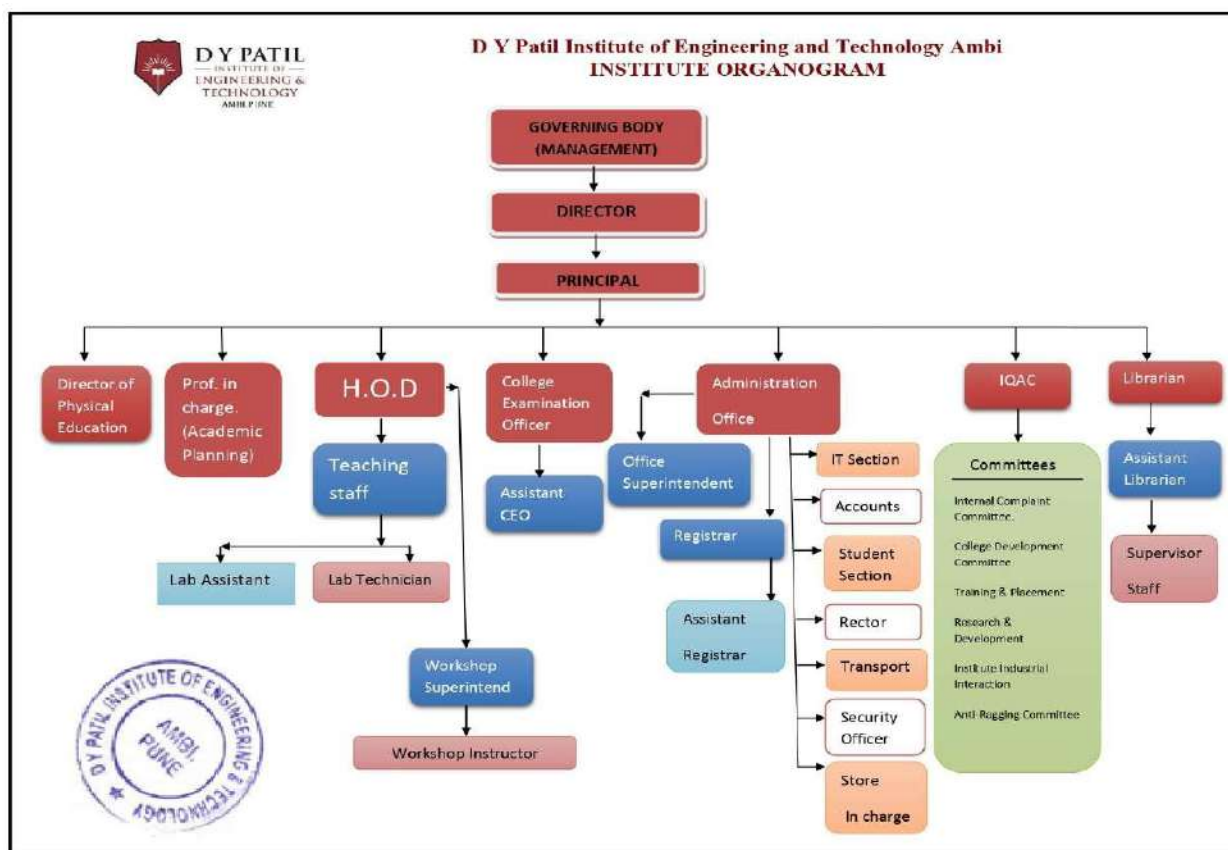 D Y PATIL
INSTITUTE OF
ENGINEERING &
TECHNOLOGY
AMBI, PUNE
D Y Patil Institute of Engineering and Technology Ambi
INSTITUTE ORGANOGRAM
GOVERNING BODY
(MANAGEMENT)
DIRECTOR
PRINCIPAL
Director of
Physical
Education
Prof. in
charge.
(Academic
Planning)
H.O.D
College
Examination
Officer
Administration
Office
IQAC
Librarian
Teaching
staff
Assistant
CEO
Office
Superintendent
Registrar
Assistant
Registrar
IT Section
Accounts
Student
Section
Rector
Transport
Security
Officer
Store
In charge
Committees
Internal Complaint
Committee.
College Development
Committee
Training & Placement
Research &
Development
Institute Industrial
Interaction
Anti-Ragging Committee
Assistant
Librarian
Supervisor
Staff
Lab Assistant
Lab Technician
Workshop
Superintend
Workshop Instructor
D Y PATIL INSTITUTE OF ENGINEERING & TECHNOLOGY
AMBI,
PUNE